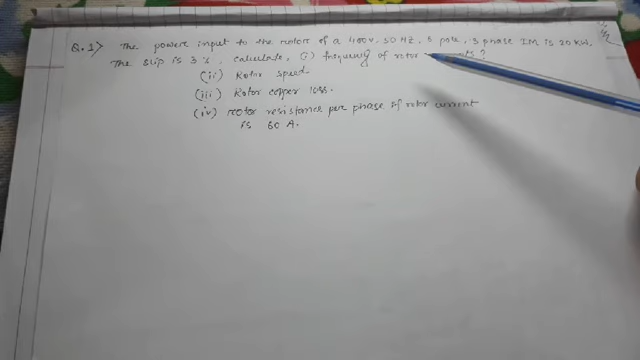 Q.1) The power input to the rotor of a 400V, 50 HZ, 6 pole, 3 phase IM is 20 KW.
The slip is 3%. calculate, (i) frequency of rotor
(ii) Rotor speed.
(iii) Rotor copper loss.
(iv) rotor resistance per phase if rotor current
is 60 A.